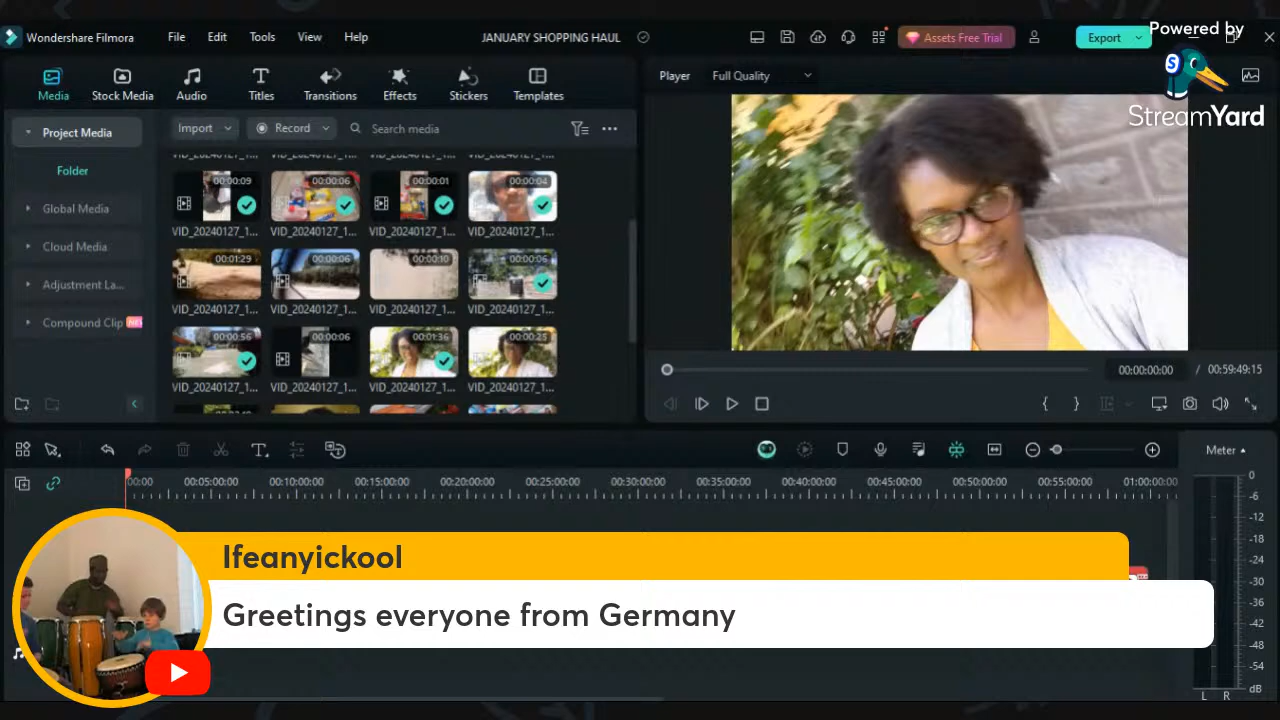 Powered by
StreamYard
Wondershare Filmora
File
Edit
Tools
View
Help
JANUARY SHOPPING HAUL
Assets Free Trial
Export
Media
Stock Media
Audio
Titles
Transitions
Effects
Stickers
Templates
Player
Full Quality
Project Media
Folder
Global Media
Cloud Media
Adjustment La...
Compound Clip
Import
Record
Search media
00:00:09
00:00:06
00:00:01
00:00:04
VID_20240127_1...
VID_20240127_1...
VID_20240127_1...
VID_20240127_1...
00:01:29
00:00:06
00:00:10
00:00:06
VID_20240127_1...
VID_20240127_1...
VID_20240127_1...
VID_20240127_1...
00:00:56
00:00:06
00:01:36
00:00:25
VID_20240127_1...
VID_20240127_1...
VID_20240127_1...
VID_20240127_1...
00:00:00:00
/ 00:59:49:15
Meter
00:00
00:05:00:00
00:10:00:00
00:15:00:00
00:20:00:00
00:25:00:00
00:30:00:00
00:35:00:00
00:40:00:00
00:45:00:00
00:50:00:00
00:55:00:00
01:00:00:00
0
-6
-12
-18
-24
-30
-36
-42
-48
-54
dB
L R
Ifeanyickool
Greetings everyone from Germany